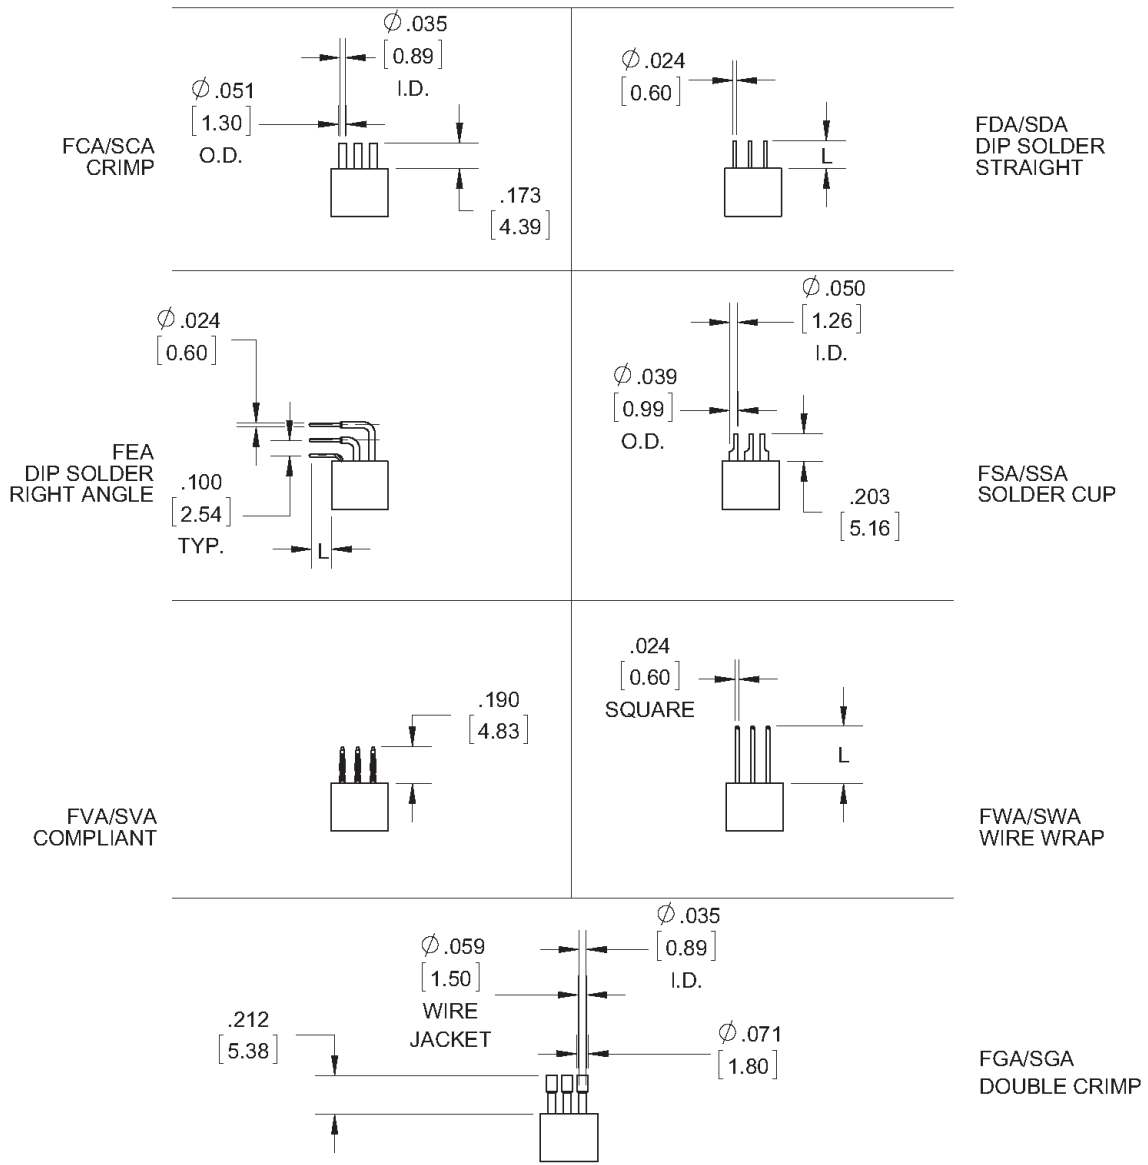 FCA/SCA
CRIMP
Ø .051
[1.30]
O.D.
Ø .035
[0.89]
I.D.
.173
[4.39]
Ø .024
[0.60]
L
FDA/SDA
DIP SOLDER
STRAIGHT
FEA
DIP SOLDER
RIGHT ANGLE
Ø .024
[0.60]
.100
[2.54]
TYP.
L
Ø .050
[1.26]
I.D.
Ø .039
[0.99]
O.D.
.203
[5.16]
FSA/SSA
SOLDER CUP
FVA/SVA
COMPLIANT
.190
[4.83]
.024
[0.60]
SQUARE
L
FWA/SWA
WIRE WRAP
.212
[5.38]
Ø .059
[1.50]
WIRE
JACKET
Ø .035
[0.89]
I.D.
Ø .071
[1.80]
FGA/SGA
DOUBLE CRIMP